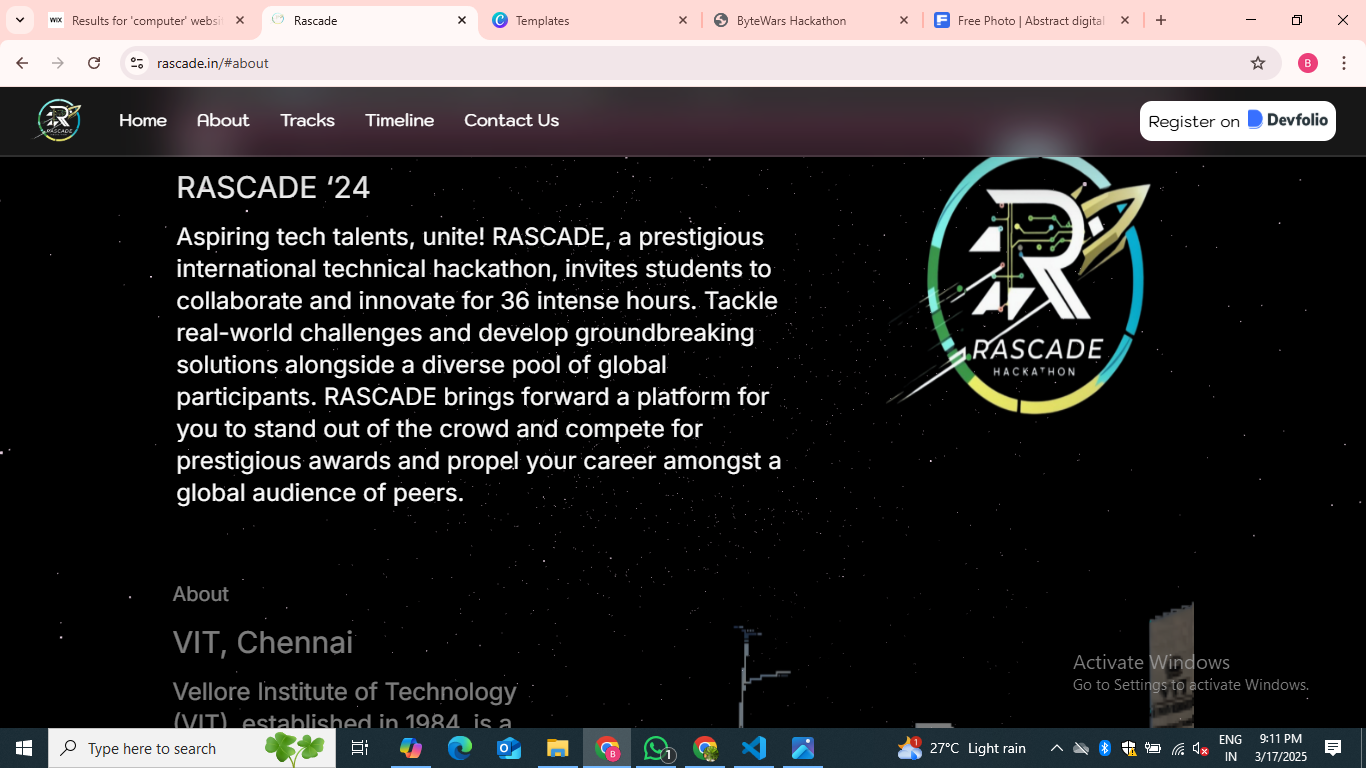 WIX
Results for 'computer' websi
Rascade
Templates
ByteWars Hackathon
Free Photo | Abstract digital
rascade.in/#about
B
RASCADE
Home
About
Tracks
Timeline
Contact Us
Register on Devfolio
RASCADE ‘24
Aspiring tech talents, unite! RASCADE, a prestigious
international technical hackathon, invites students to
collaborate and innovate for 36 intense hours. Tackle
real-world challenges and develop groundbreaking
solutions alongside a diverse pool of global
participants. RASCADE brings forward a platform for
you to stand out of the crowd and compete for
prestigious awards and propel your career amongst a
global audience of peers.
R
RASCADE
HACKATHON
About
VIT, Chennai
Vellore Institute of Technology
(VIT), established in 1984, is a
Activate Windows
Go to Settings to activate Windows.
Type here to search
B
1
1
27°C Light rain
ENG
IN
9:11 PM
3/17/2025